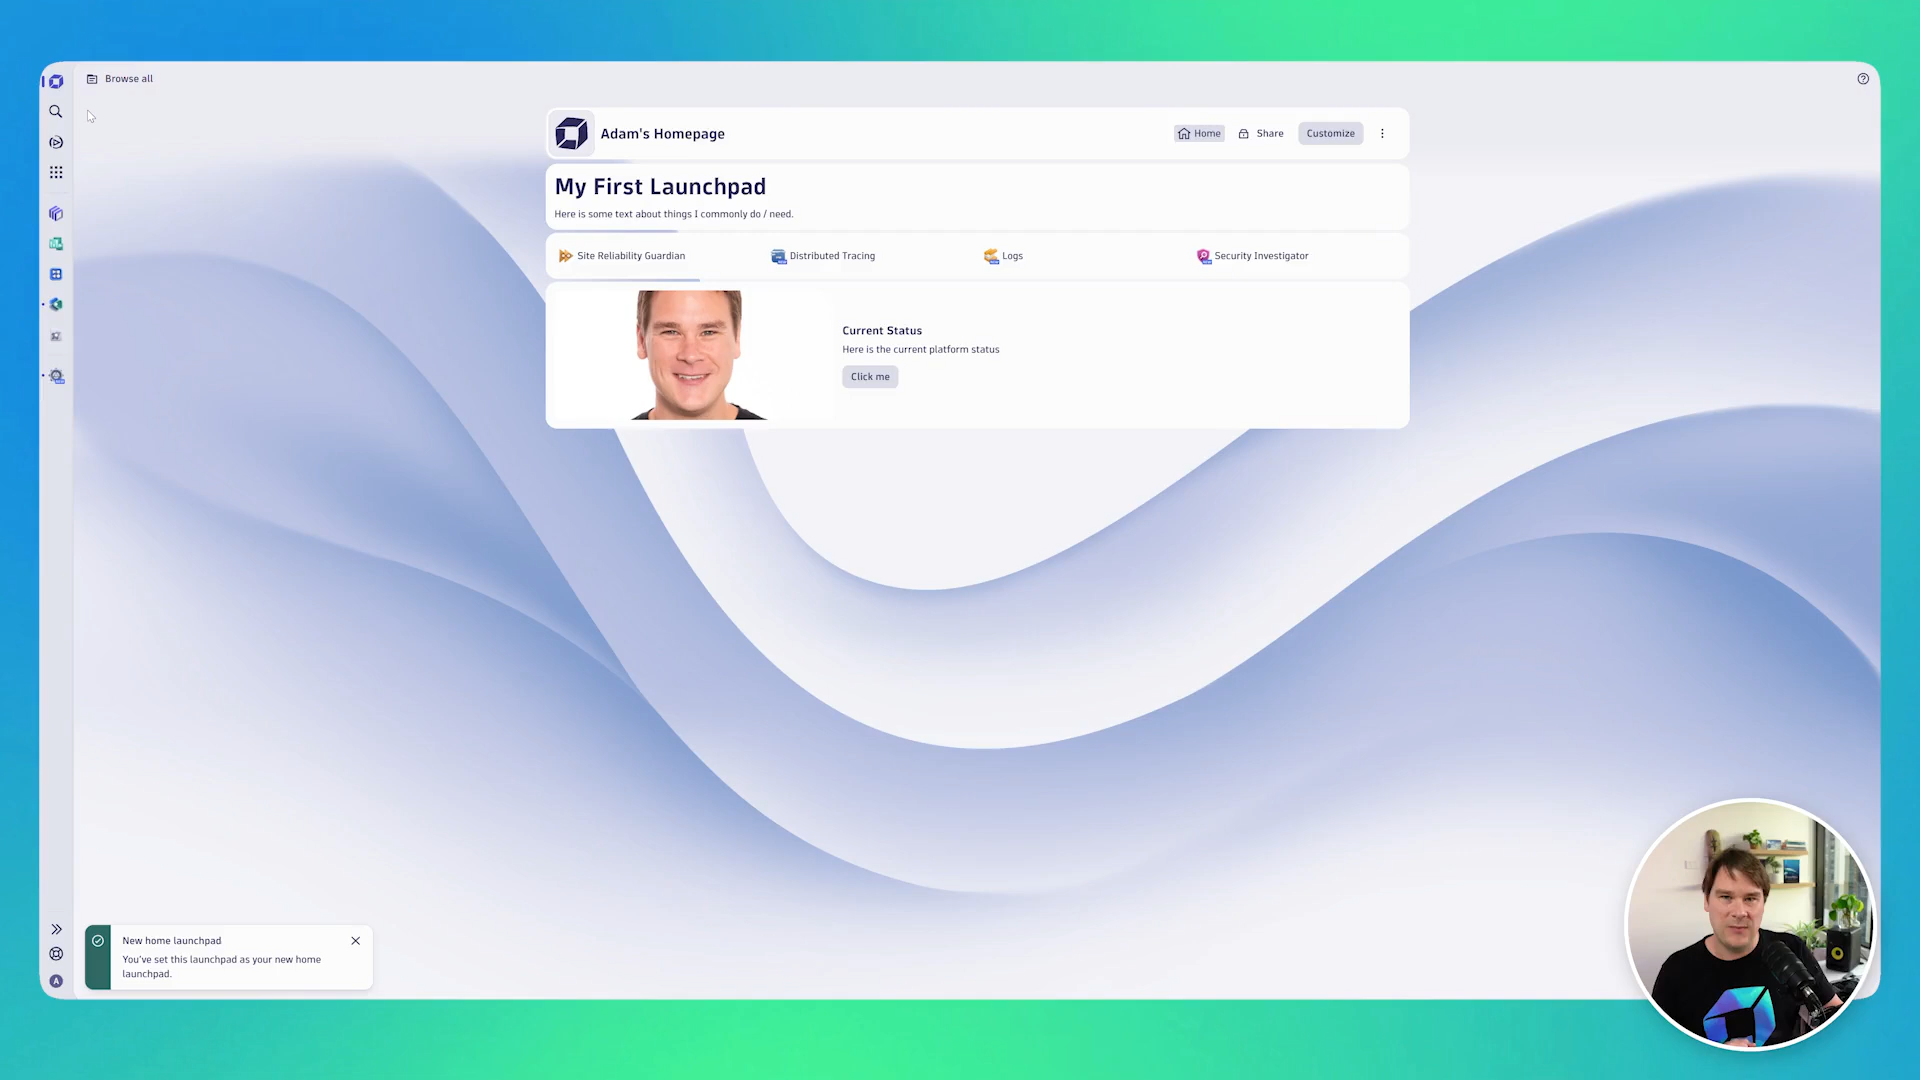 Browse all
Adam's Homepage
Home
Share
Customize
My First Launchpad
Here is some text about things I commonly do / need.
Site Reliability Guardian
Distributed Tracing
Logs
Security Investigator
Current Status
Here is the current platform status
Click me
New home launchpad
You've set this launchpad as your new home
launchpad.
A